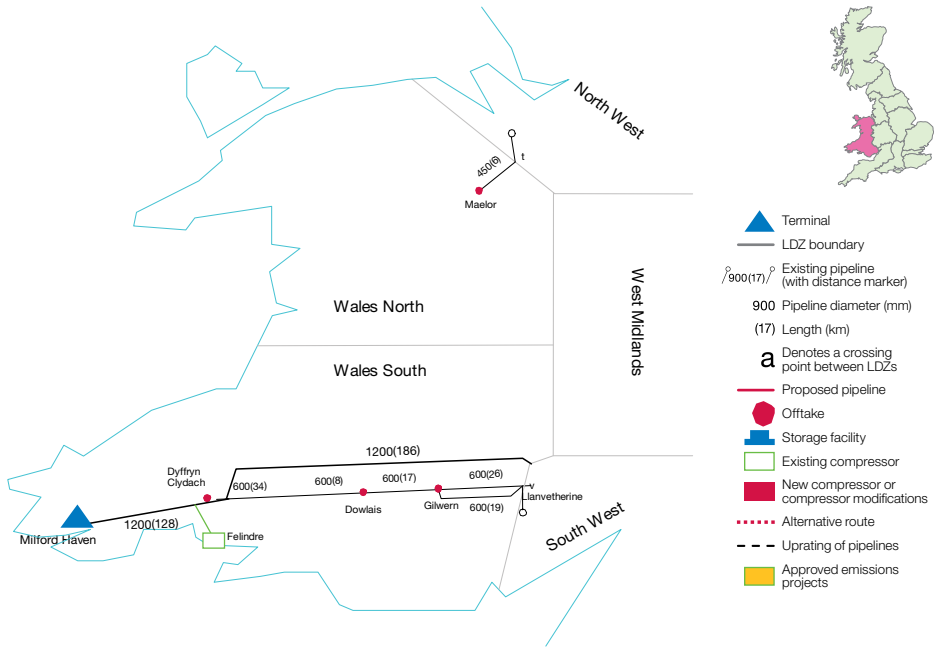 North West
t
450(6)
Maelor
Wales North
West Midlands
Wales South
1200(186)
Dyffryn
Clydach
600(34)
600(8)
600(17)
600(26)
v
Dowlais
Gilwern
600(19)
Llanvetherine
1200(128)
Milford Haven
Felindre
South West
Terminal
LDZ boundary
900(17)
Existing pipeline
(with distance marker)
900 Pipeline diameter (mm)
(17) Length (km)
a Denotes a crossing
point between LDZs
Proposed pipeline
Offtake
Storage facility
Existing compressor
New compressor or
compressor modifications
Alternative route
Uprating of pipelines
Approved emissions
projects